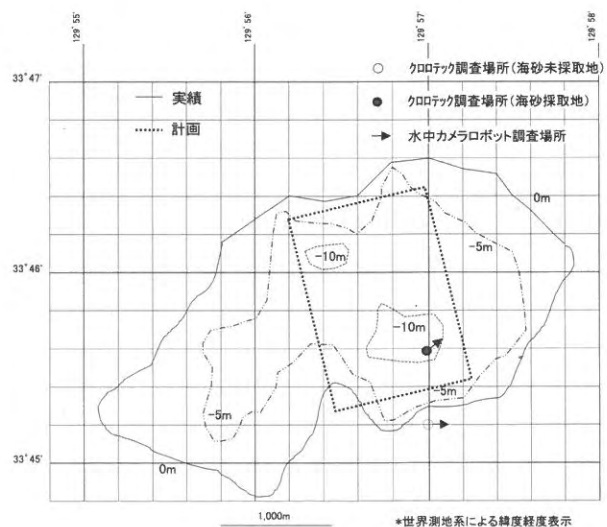 129°55'
129°56'
129°57'
129°58'
33°47'
○ クロロテック調査場所(海砂未採取地)
実績
● クロロテック調査場所(海砂採取地)
計画
→ 水中カメラロボット調査場所
0m
-5m
-10m
33°46'
-10m
-5m
-5m
33°45'
0m
1,000m
*世界測地系による緯度経度表示